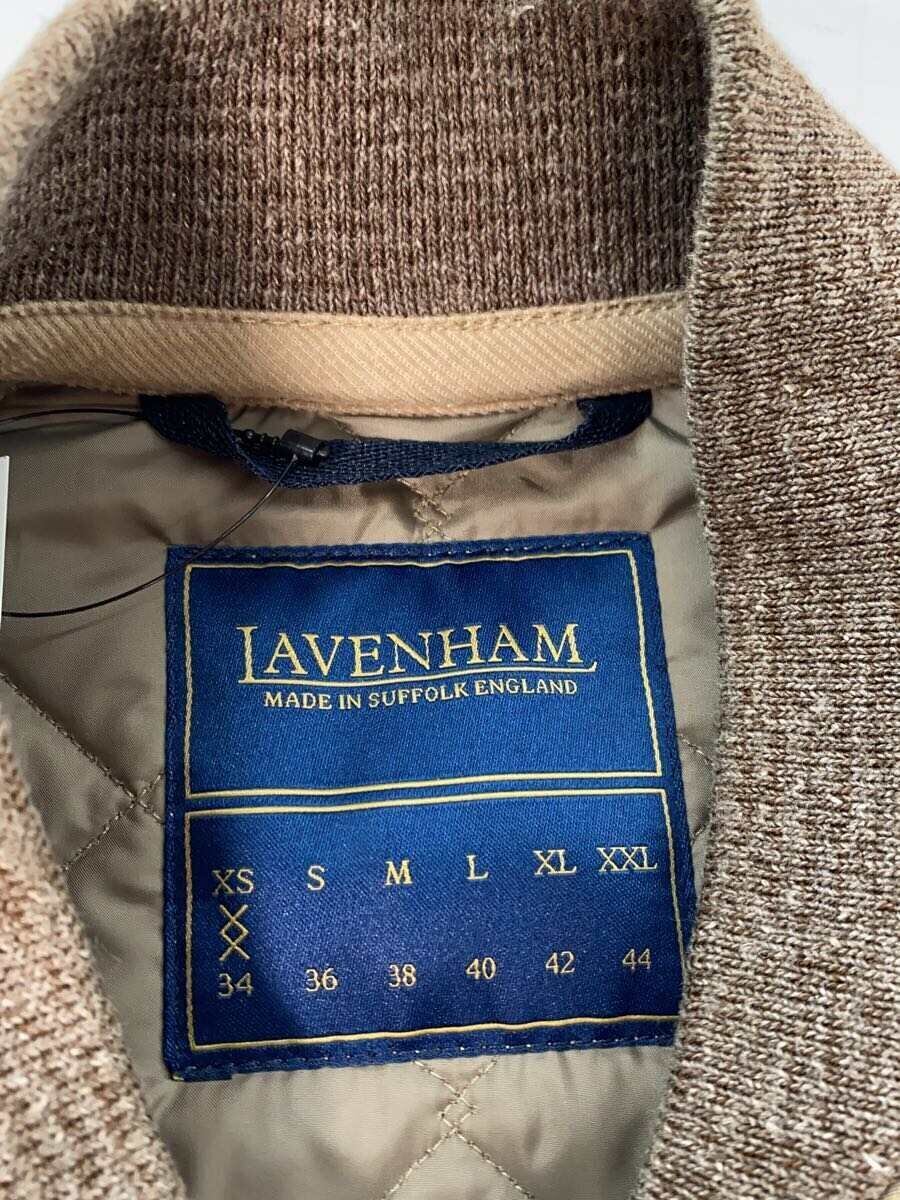 LAVENHAM
MADE IN SUFFOLK ENGLAND
XS S M L XL XXL
34 36 38 40 42 44